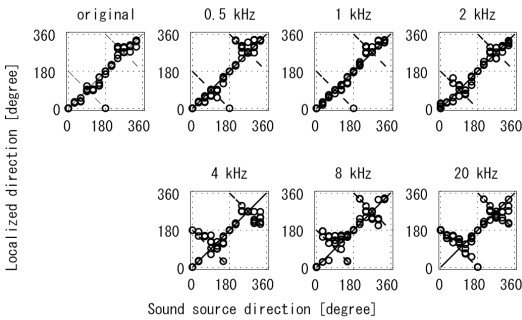 original 0.5 kHz 1 kHz 2 kHz
360 360 360 360
180 180 180 180
0 0 0 0
0 180 360 0 180 360 0 180 360 0 180 360
Localized direction [degree]
4 kHz 8 kHz 20 kHz
360 360 360
180 180 180
0 0 0
0 180 360 0 180 360 0 180 360
Sound source direction [degree]